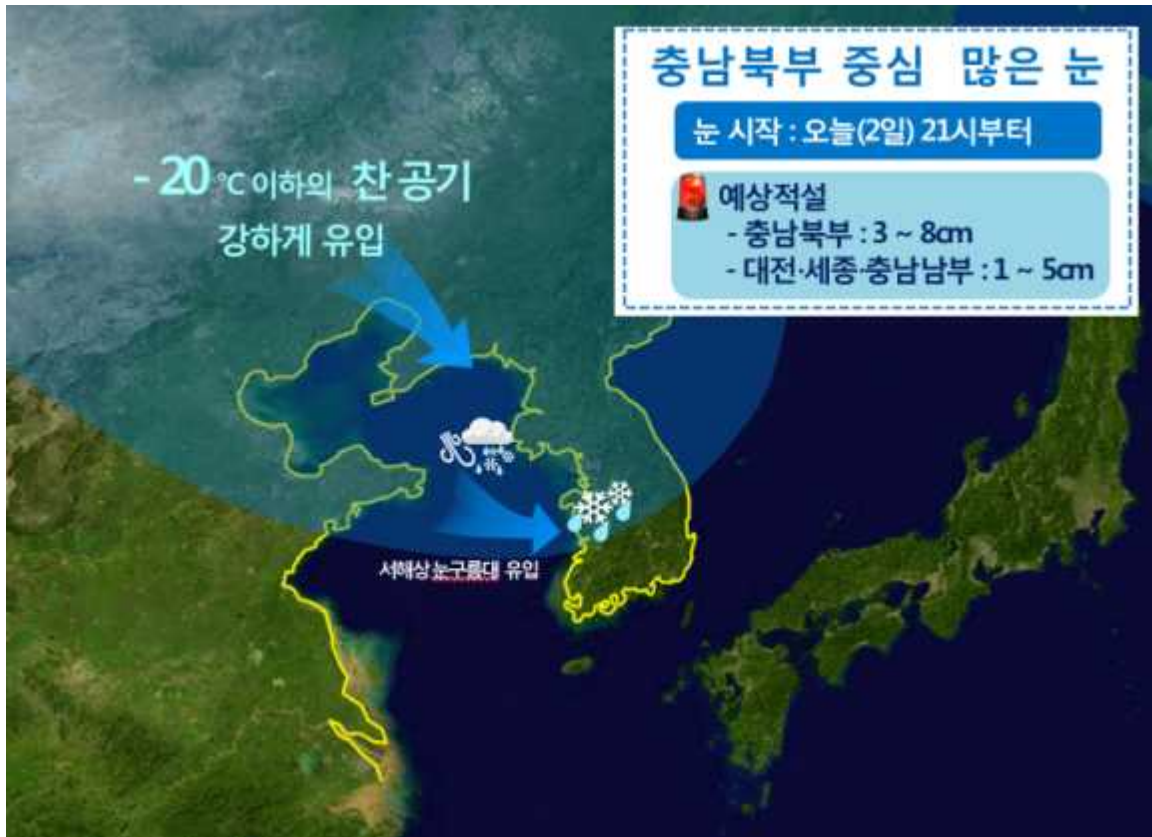 충남북부 중심 많은 눈
눈 시작 : 오늘(2일) 21시부터
예상적설
- 충남북부 : 3 ~ 8cm
- 대전·세종·충남남부 : 1 ~ 5cm
- 20 ℃ 이하의 찬 공기
강하게 유입
서해상 눈구름대 유입